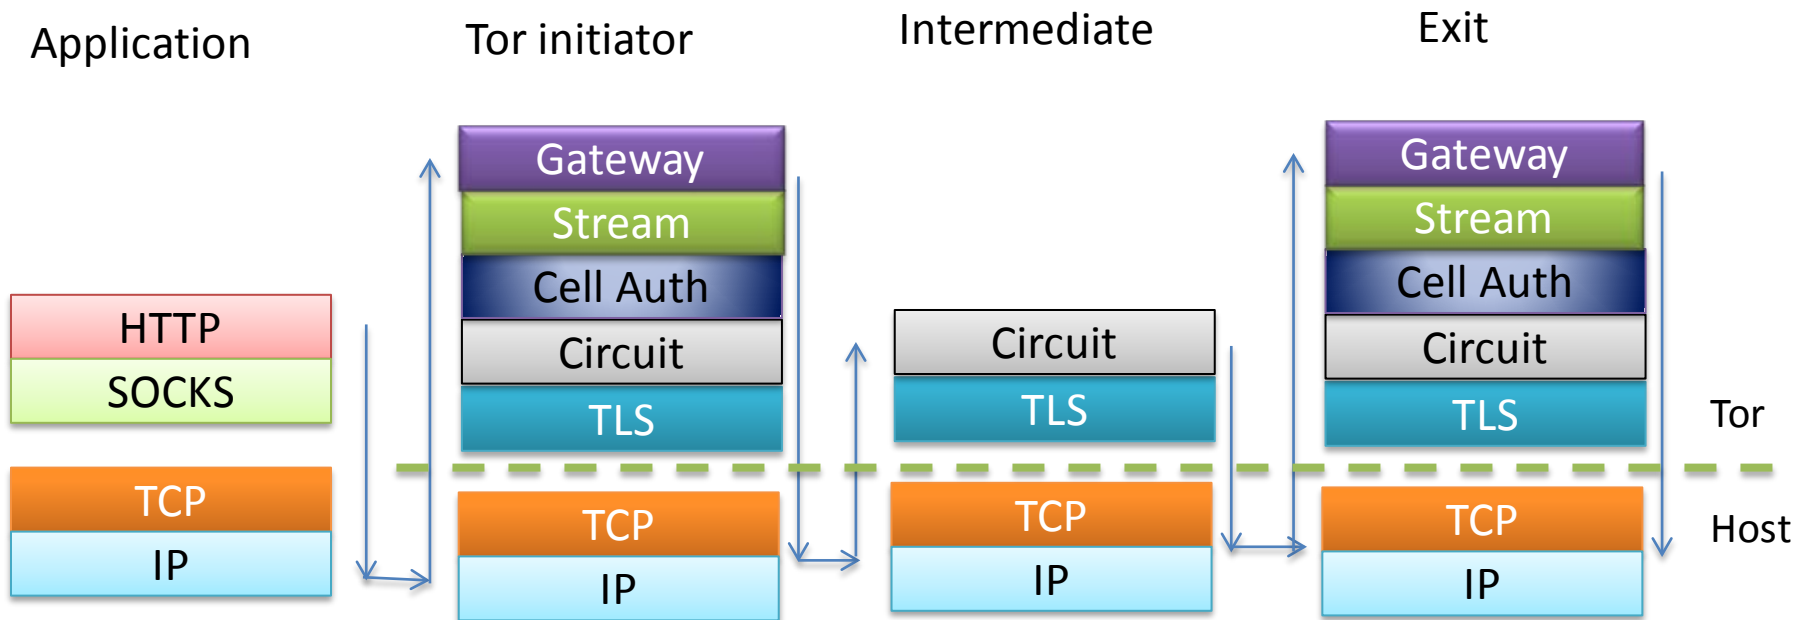 Application
Tor initiator
Intermediate
Exit
HTTP
SOCKS
TCP
IP
Gateway
Stream
Cell Auth
Circuit
TLS
TCP
IP
Circuit
TLS
TCP
IP
Gateway
Stream
Cell Auth
Circuit
TLS
TCP
IP
Tor
Host